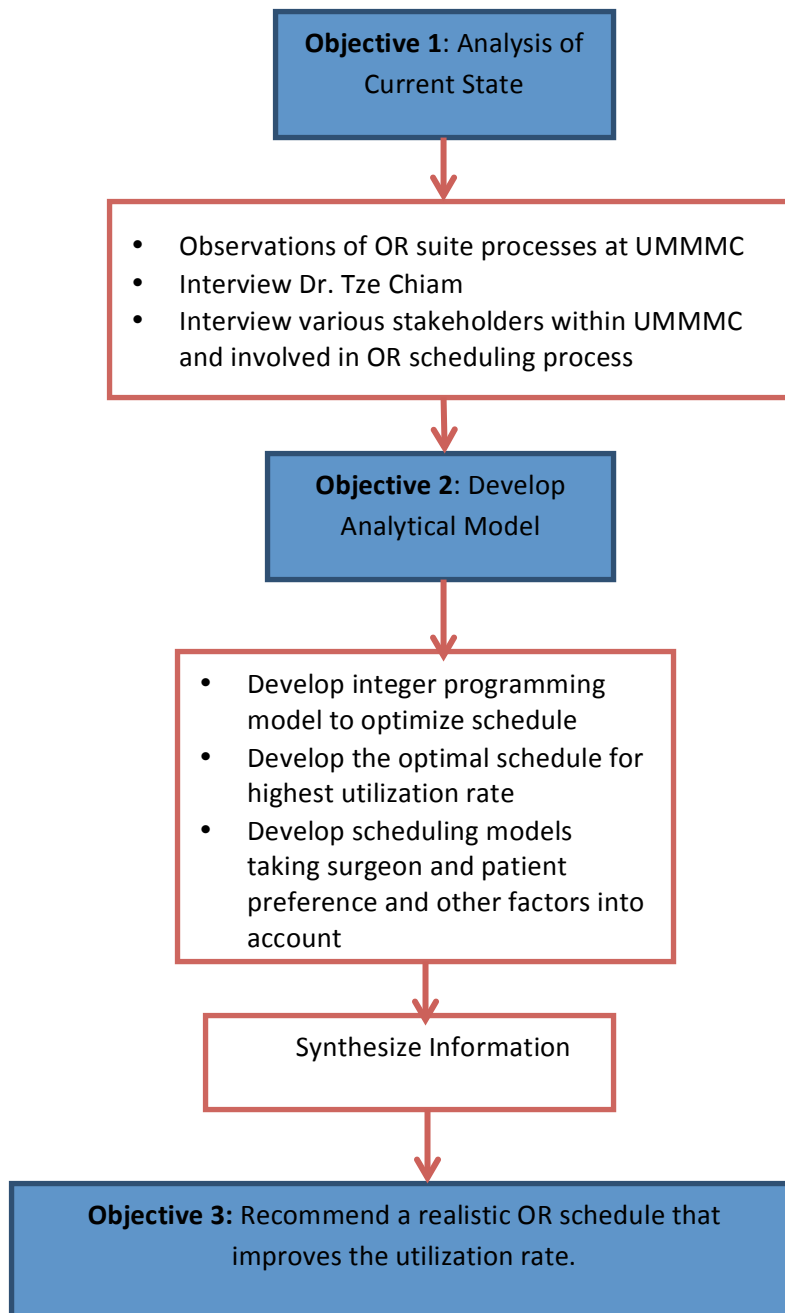 Objective 1: Analysis of
Current State
• Observations of OR suite processes at UMMMC
• Interview Dr. Tze Chiam
• Interview various stakeholders within UMMMC
and involved in OR scheduling process
Objective 2: Develop
Analytical Model
• Develop integer programming
model to optimize schedule
• Develop the optimal schedule for
highest utilization rate
• Develop scheduling models
taking surgeon and patient
preference and other factors into
account
Synthesize Information
Objective 3: Recommend a realistic OR schedule that
improves the utilization rate.